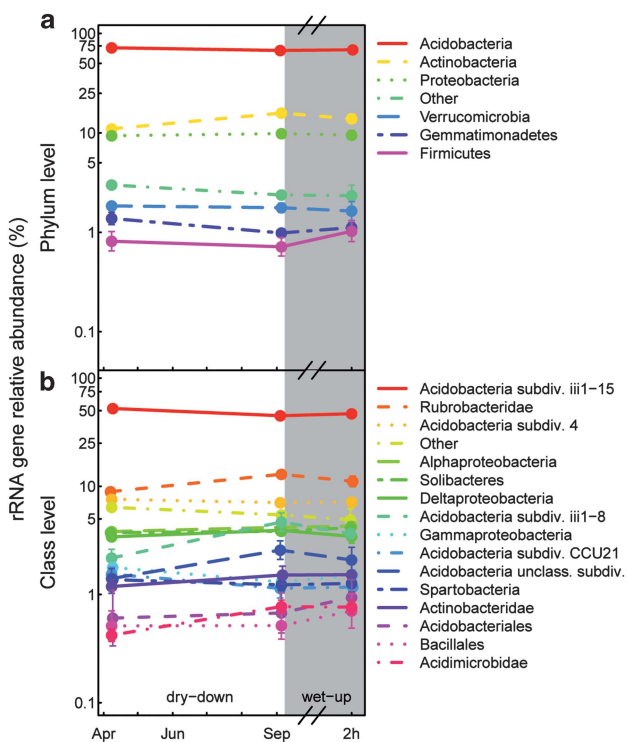 a
100
75
50
25
10
5
1
0.1
Phylum level
Acidobacteria
Actinobacteria
Proteobacteria
Other
Verrucomicrobia
Gemmatimonadetes
Firmicutes
rRNA gene relative abundance (%)
b
100
75
50
25
10
5
1
0.1
Class level
Acidobacteria subdiv. iii1−15
Rubrobacteridae
Acidobacteria subdiv. 4
Other
Alphaproteobacteria
Solibacteres
Deltaproteobacteria
Acidobacteria subdiv. iii1−8
Gammaproteobacteria
Acidobacteria subdiv. CCU21
Acidobacteria unclass. subdiv.
Spartobacteria
Actinobacteridae
Acidobacteriales
Bacillales
Acidimicrobidae
dry−down
wet−up
Apr
Jun
Sep
2h